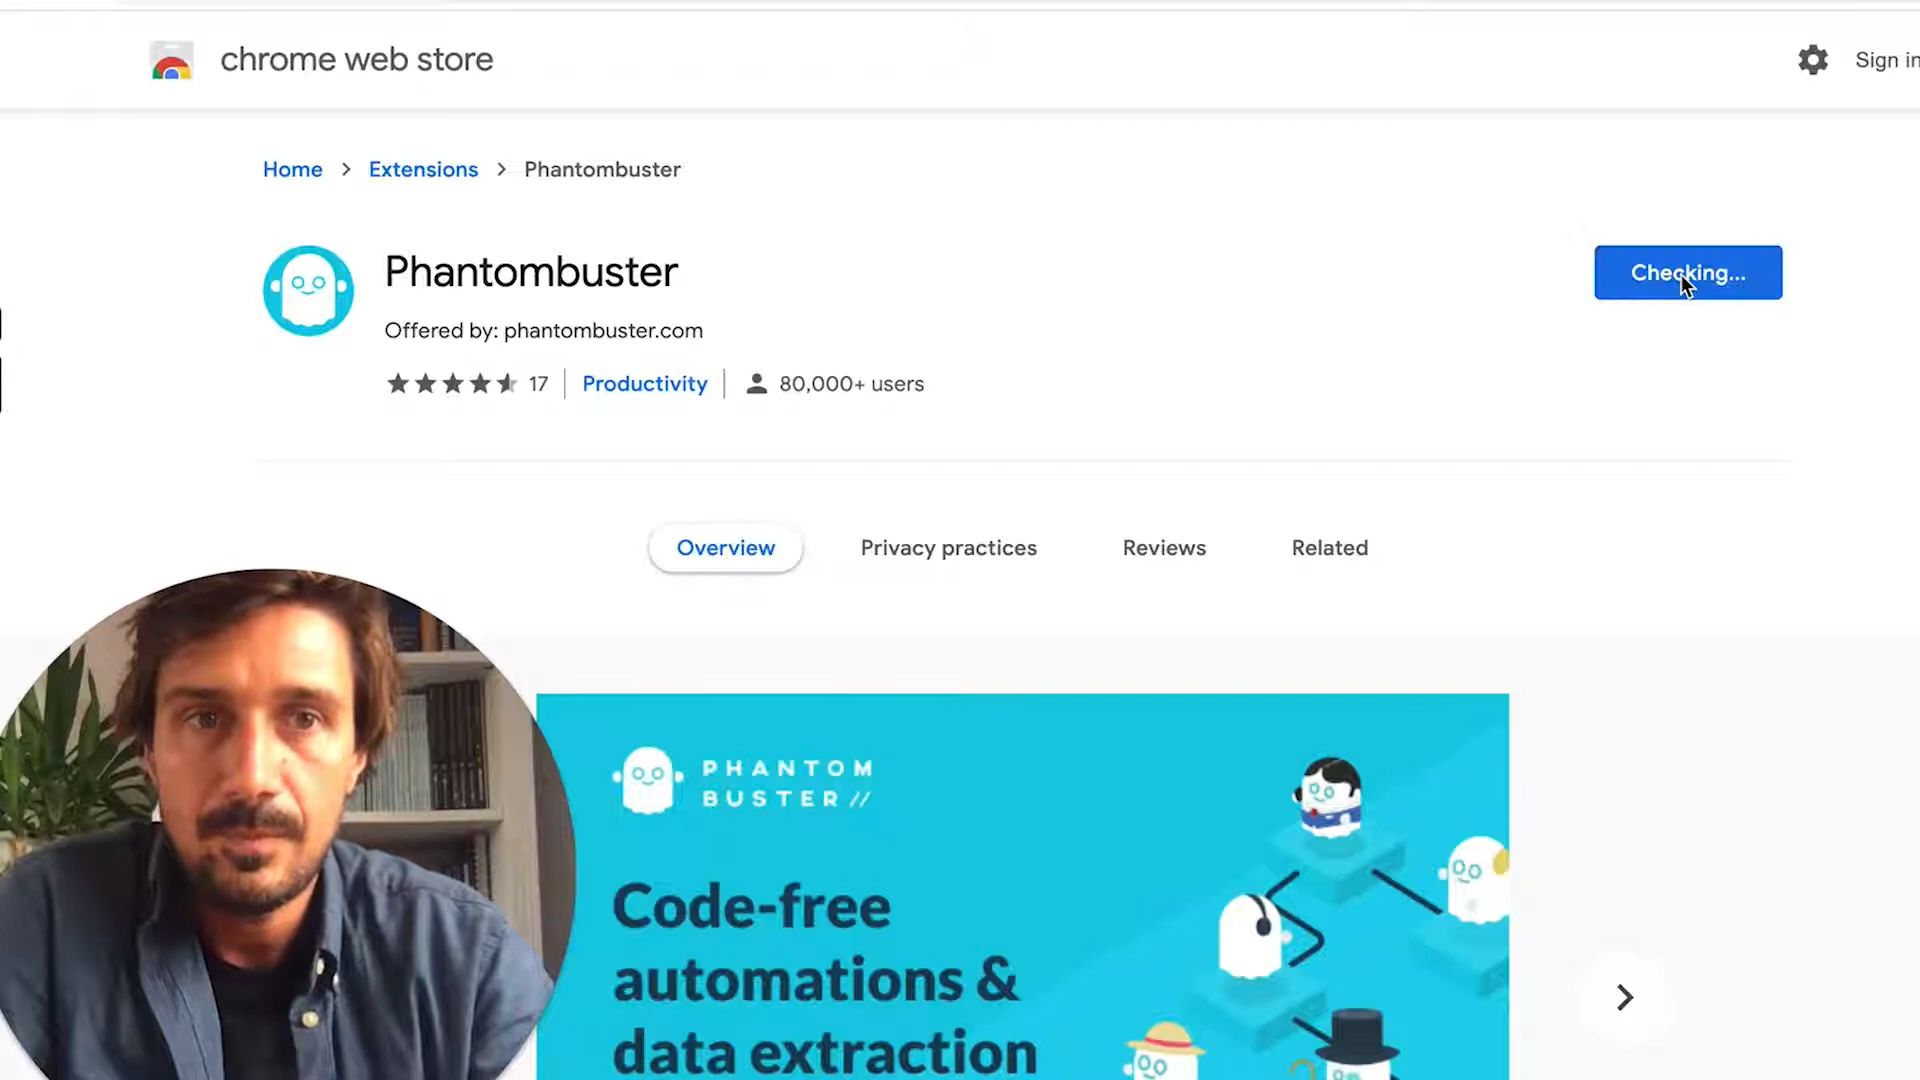 chrome web store
Sign in
Home > Extensions > Phantombuster
Phantombuster
Checking...
Offered by: phantombuster.com
17 Productivity 80,000+ users
Overview Privacy practices Reviews Related
PHANTOM
BUSTER //
Code-free
automations &
data extraction